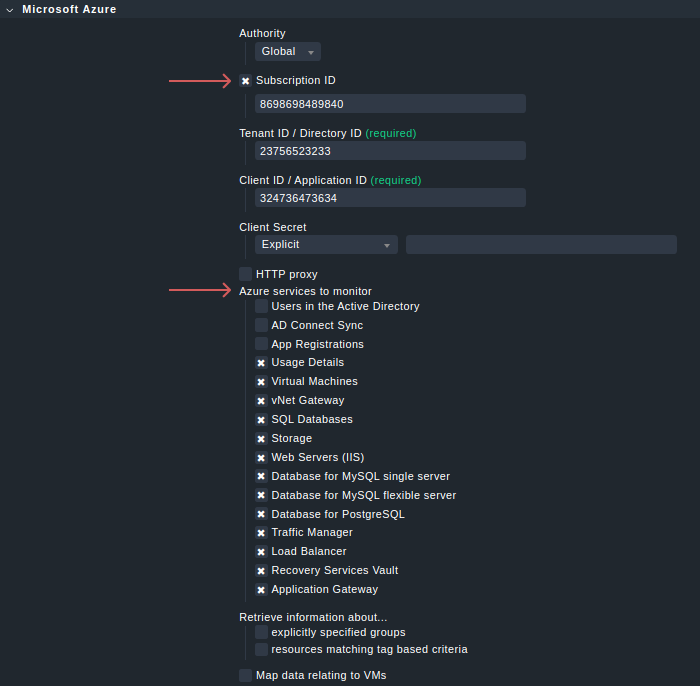 Microsoft Azure
Authority
Global
Subscription ID
8698698489840
Tenant ID / Directory ID (required)
23756523233
Client ID / Application ID (required)
324736473634
Client Secret
Explicit
HTTP proxy
Azure services to monitor
Users in the Active Directory
AD Connect Sync
App Registrations
Usage Details
Virtual Machines
vNet Gateway
SQL Databases
Storage
Web Servers (IIS)
Database for MySQL single server
Database for MySQL flexible server
Database for PostgreSQL
Traffic Manager
Load Balancer
Recovery Services Vault
Application Gateway
Retrieve information about...
explicitly specified groups
resources matching tag based criteria
Map data relating to VMs